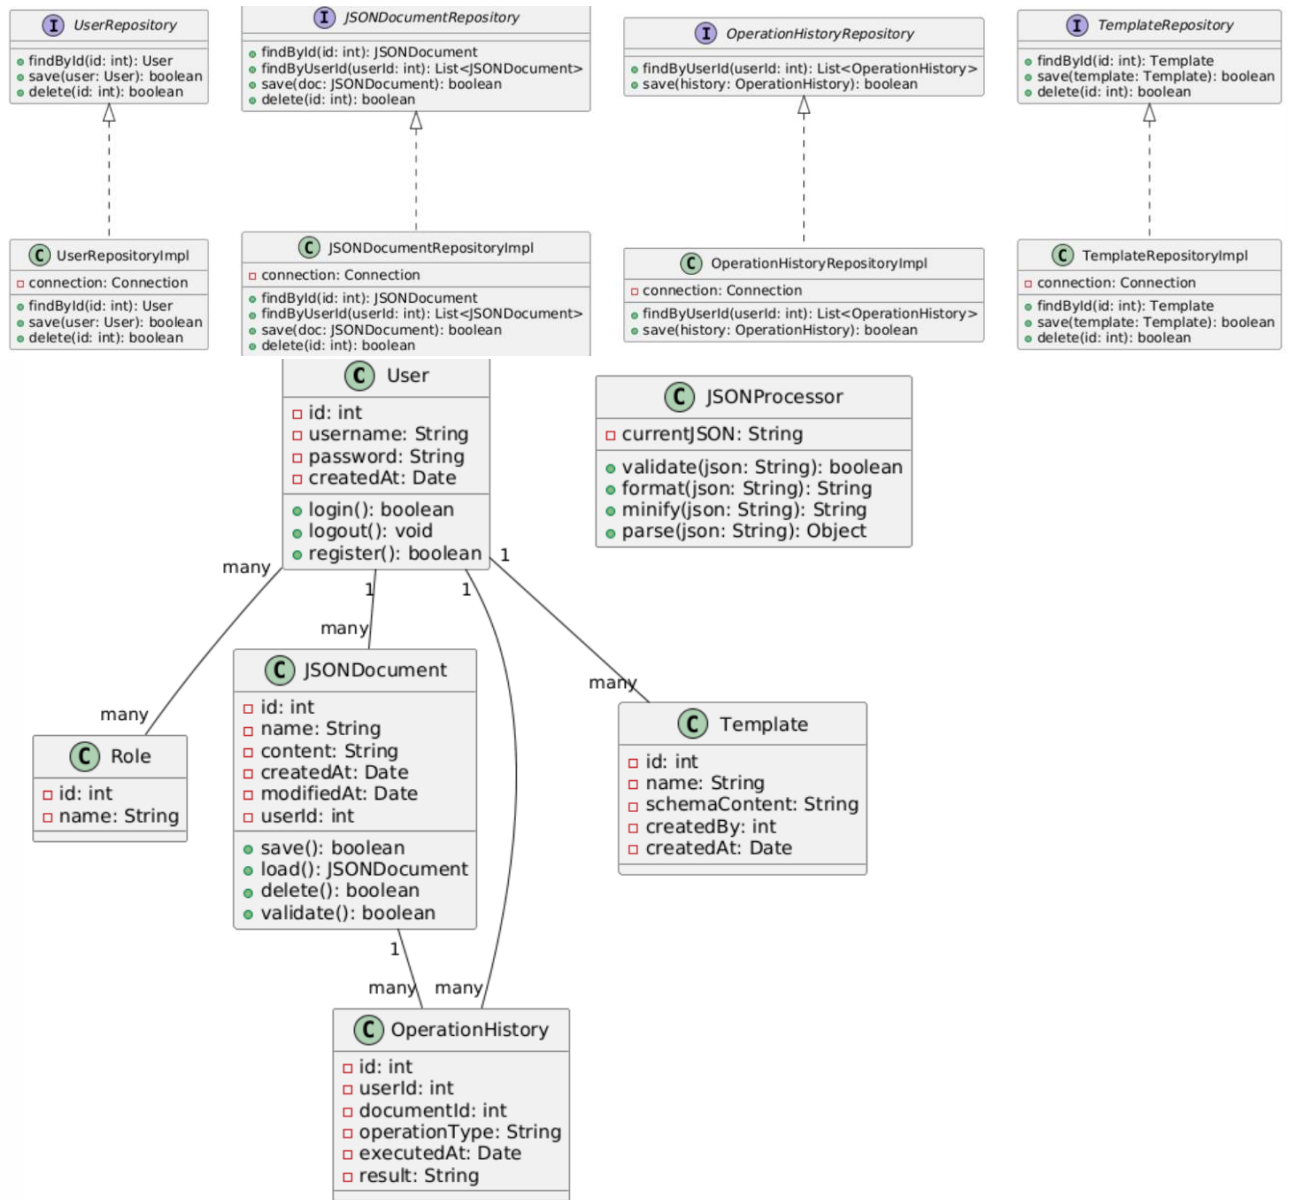 I UserRepository
findById(id: int): User
save(user: User): boolean
delete(id: int): boolean
I JSONDocumentRepository
findById(id: int): JSONDocument
findByUserId(userId: int): List<JSONDocument>
save(doc: JSONDocument): boolean
delete(id: int): boolean
I OperationHistoryRepository
findByUserId(userId: int): List<OperationHistory>
save(history: OperationHistory): boolean
I TemplateRepository
findById(id: int): Template
save(template: Template): boolean
delete(id: int): boolean
C UserRepositoryImpl
connection: Connection
findById(id: int): User
save(user: User): boolean
delete(id: int): boolean
C JSONDocumentRepositoryImpl
connection: Connection
findById(id: int): JSONDocument
findByUserId(userId: int): List<JSONDocument>
save(doc: JSONDocument): boolean
delete(id: int): boolean
C OperationHistoryRepositoryImpl
connection: Connection
findByUserId(userId: int): List<OperationHistory>
save(history: OperationHistory): boolean
C TemplateRepositoryImpl
connection: Connection
findById(id: int): Template
save(template: Template): boolean
delete(id: int): boolean
C User
id: int
username: String
password: String
createdAt: Date
login(): boolean
logout(): void
register(): boolean
C JSONProcessor
currentJSON: String
validate(json: String): boolean
format(json: String): String
minify(json: String): String
parse(json: String): Object
many
1
1
1
many
many
many
C Role
id: int
name: String
C JSONDocument
id: int
name: String
content: String
createdAt: Date
modifiedAt: Date
userId: int
save(): boolean
load(): JSONDocument
delete(): boolean
validate(): boolean
C Template
id: int
name: String
schemaContent: String
createdBy: int
createdAt: Date
1
many
many
C OperationHistory
id: int
userId: int
documentId: int
operationType: String
executedAt: Date
result: String